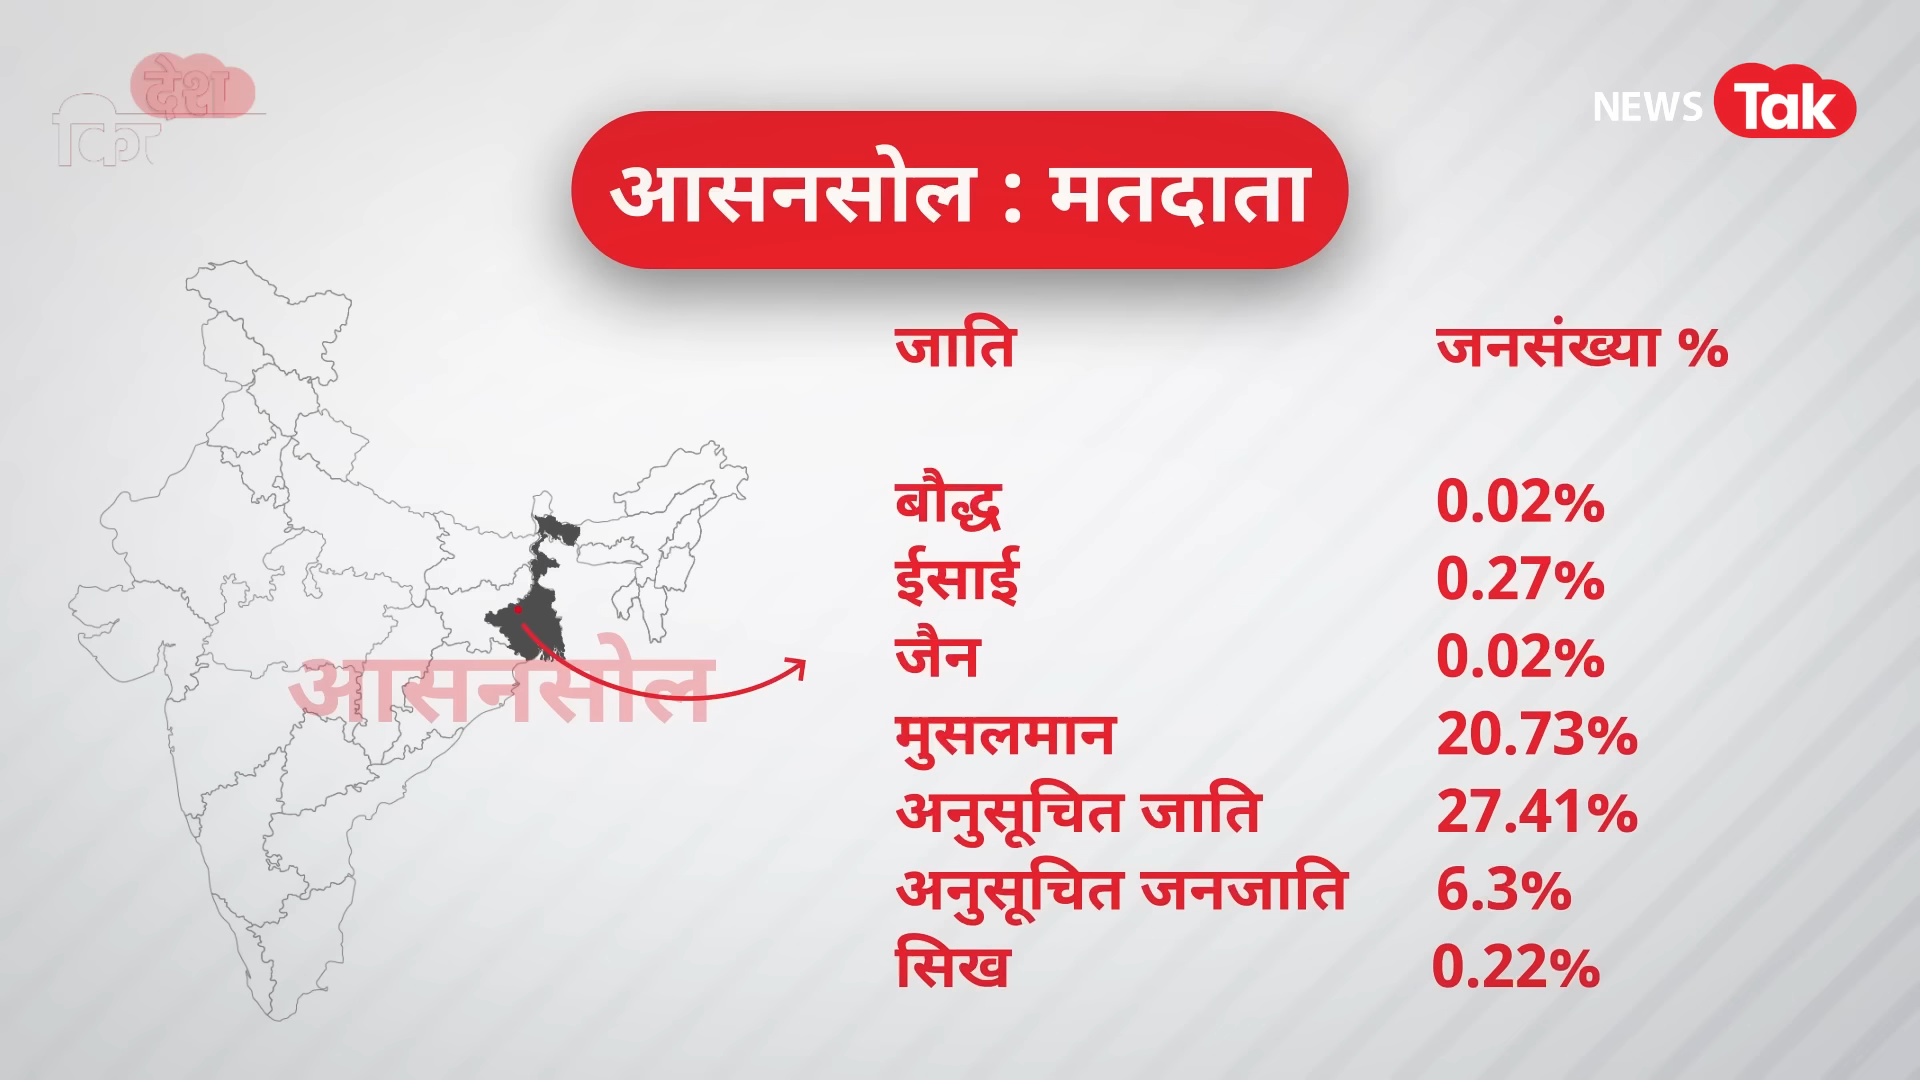 देश
NEWS Tak
आसनसोल : मतदाता
जाति जनसंख्या %
बौद्ध 0.02%
ईसाई 0.27%
जैन 0.02%
मुसलमान 20.73%
अनुसूचित जाति 27.41%
अनुसूचित जनजाति 6.3%
सिख 0.22%
आसनसोल